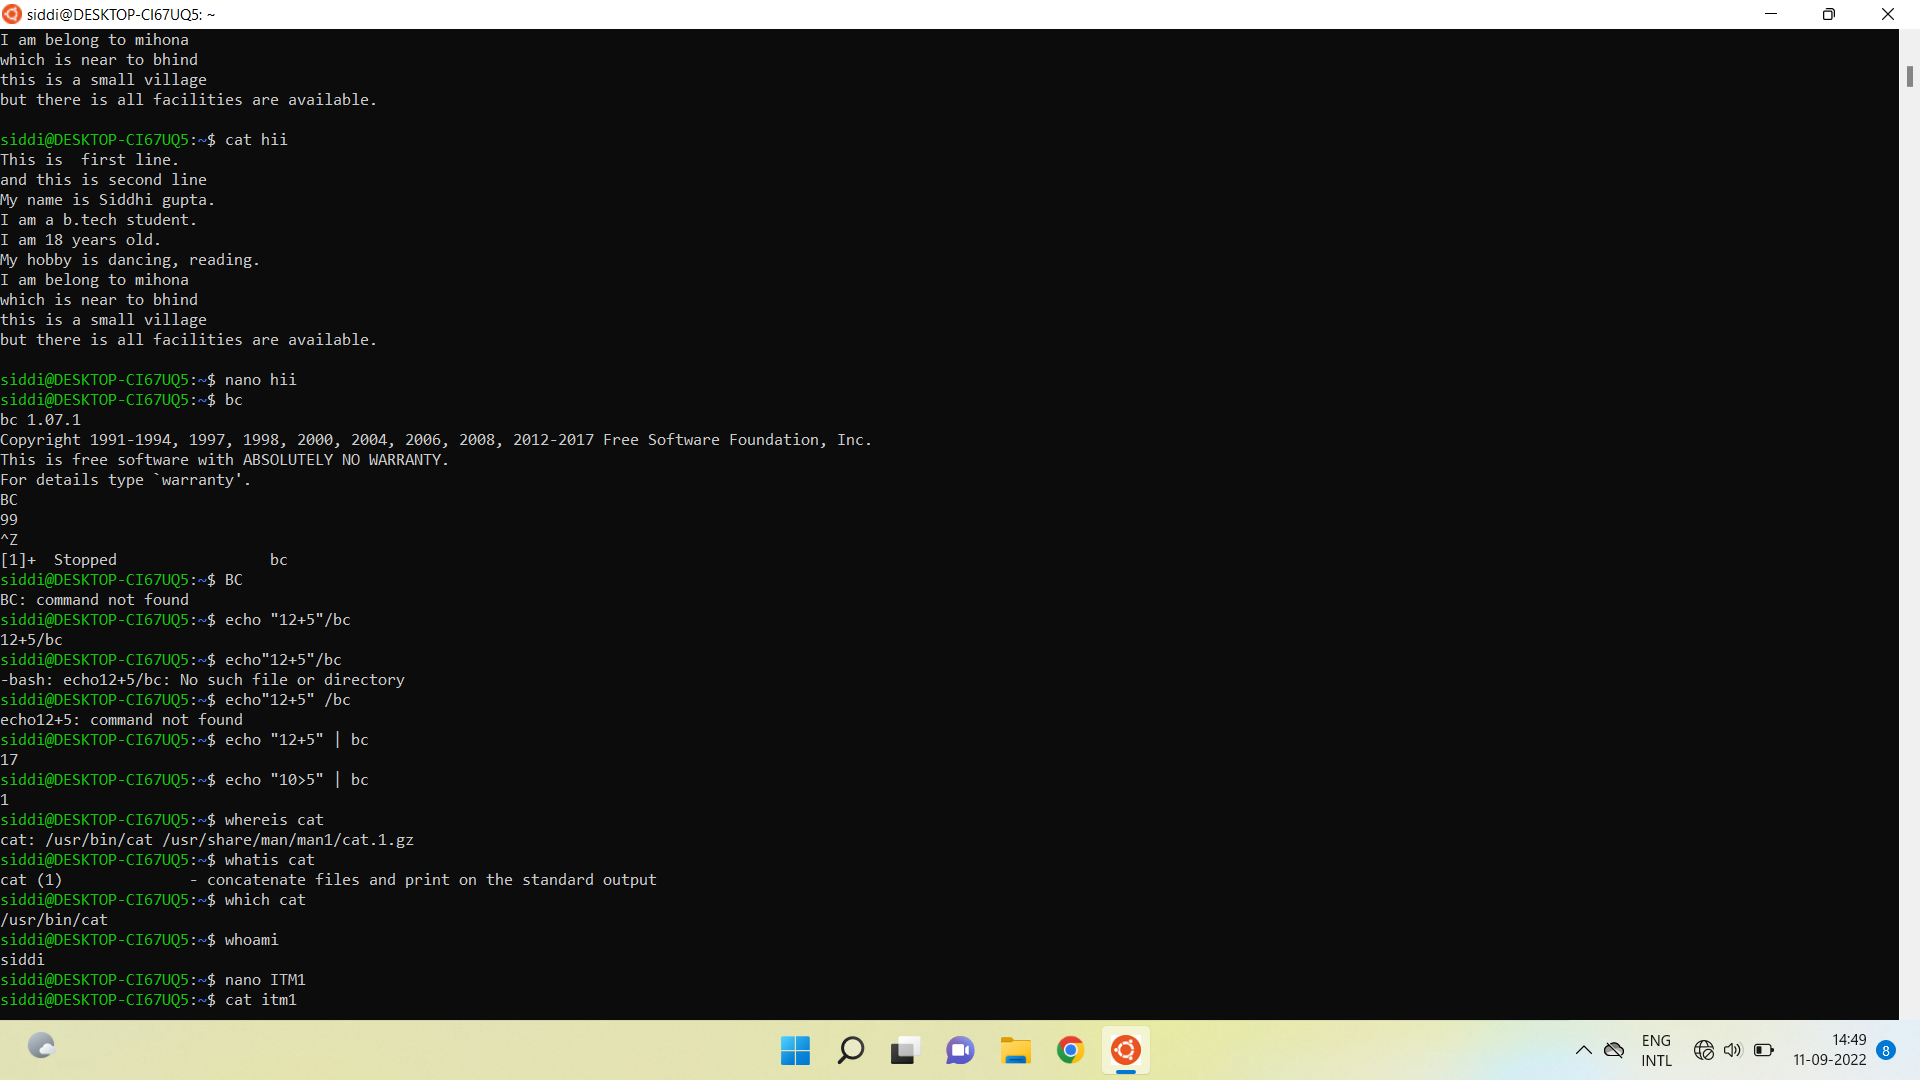 siddi@DESKTOP-CI67UQ5: ~
I am belong to mihona
which is near to bhind
this is a small village
but there is all facilities are available.
siddi@DESKTOP-CI67UQ5:~$ cat hii
This is  first line.
and this is second line
My name is Siddhi gupta.
I am a b.tech student.
I am 18 years old.
My hobby is dancing, reading.
I am belong to mihona
which is near to bhind
this is a small village
but there is all facilities are available.
siddi@DESKTOP-CI67UQ5:~$ nano hii
siddi@DESKTOP-CI67UQ5:~$ bc
bc 1.07.1
Copyright 1991-1994, 1997, 1998, 2000, 2004, 2006, 2008, 2012-2017 Free Software Foundation, Inc.
This is free software with ABSOLUTELY NO WARRANTY.
For details type `warranty'.
BC
99
^Z
[1]+  Stopped                 bc
siddi@DESKTOP-CI67UQ5:~$ BC
BC: command not found
siddi@DESKTOP-CI67UQ5:~$ echo "12+5"/bc
12+5/bc
siddi@DESKTOP-CI67UQ5:~$ echo"12+5"/bc
-bash: echo12+5/bc: No such file or directory
siddi@DESKTOP-CI67UQ5:~$ echo"12+5" /bc
echo12+5: command not found
siddi@DESKTOP-CI67UQ5:~$ echo "12+5" | bc
17
siddi@DESKTOP-CI67UQ5:~$ echo "10>5" | bc
1
siddi@DESKTOP-CI67UQ5:~$ whereis cat
cat: /usr/bin/cat /usr/share/man/man1/cat.1.gz
siddi@DESKTOP-CI67UQ5:~$ whatis cat
cat (1)              - concatenate files and print on the standard output
siddi@DESKTOP-CI67UQ5:~$ which cat
/usr/bin/cat
siddi@DESKTOP-CI67UQ5:~$ whoami
siddi
siddi@DESKTOP-CI67UQ5:~$ nano ITM1
siddi@DESKTOP-CI67UQ5:~$ cat itm1
ENG
INTL
14:49
11-09-2022
8